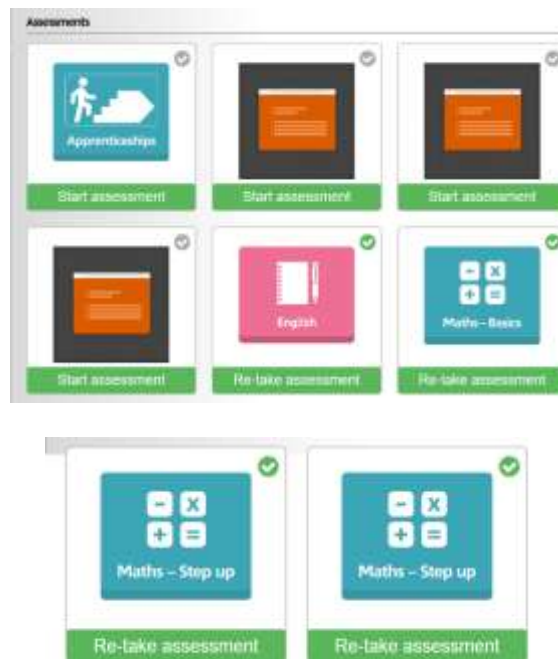 Assessments
Apprenticeships
Start assessment
Start assessment
Start assessment
Start assessment
English
Re-take assessment
Maths – Basics
Re-take assessment
Maths – Step up
Re-take assessment
Maths – Step up
Re-take assessment